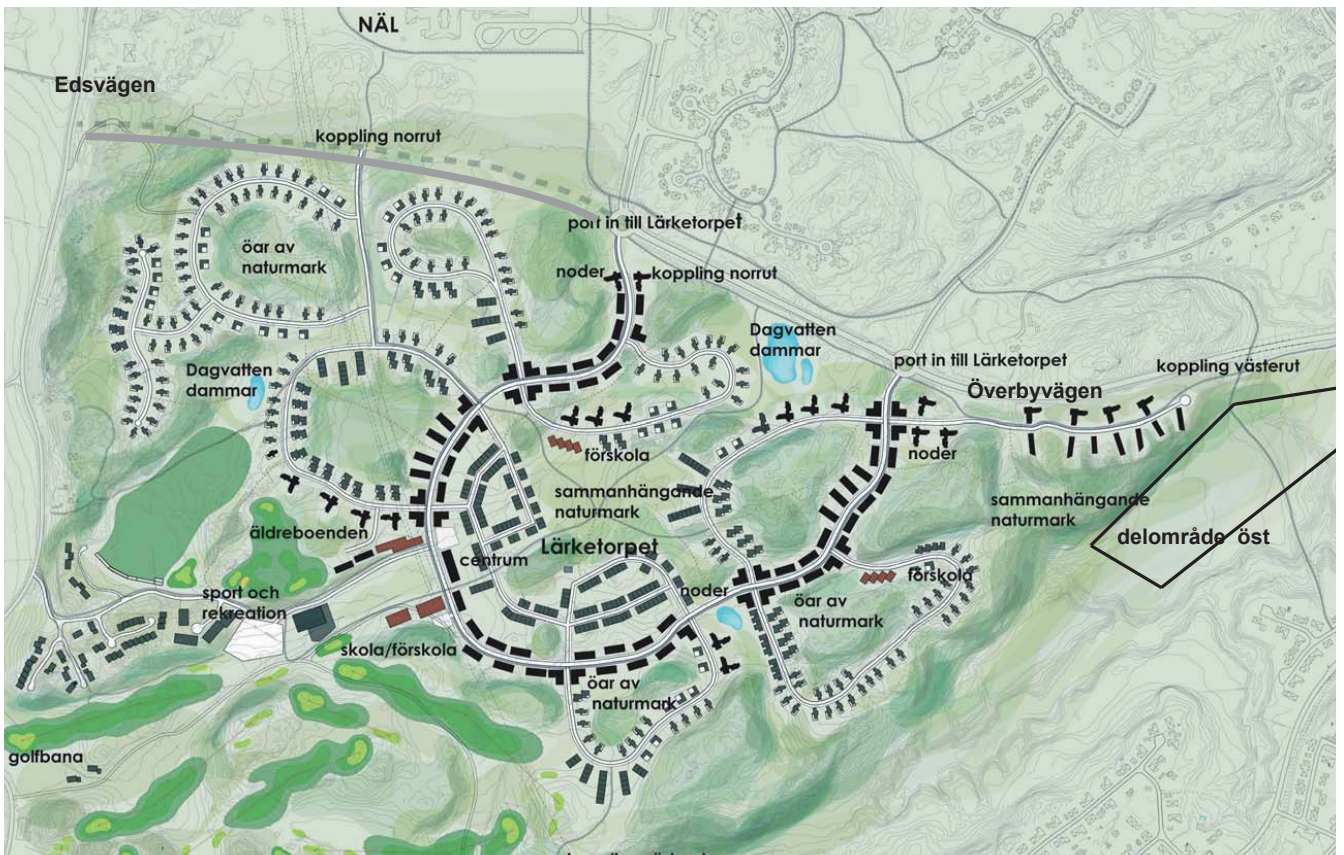 NÄL
Edsvägen
koppling norrut
port in till Lärketorpet
öar av
naturmark
noder
koppling norrut
Dagvatten
dammar
port in till Lärketorpet
koppling västerut
Dagvatten
dammar
Överbyvägen
förskola
noder
sammanhängande
naturmark
sammanhängande
naturmark
äldreboenden
delområde öst
Lärketorpet
centrum
förskola
sport och
rekreation
noder
öar av
naturmark
skola/förskola
öar av
naturmark
golfbana